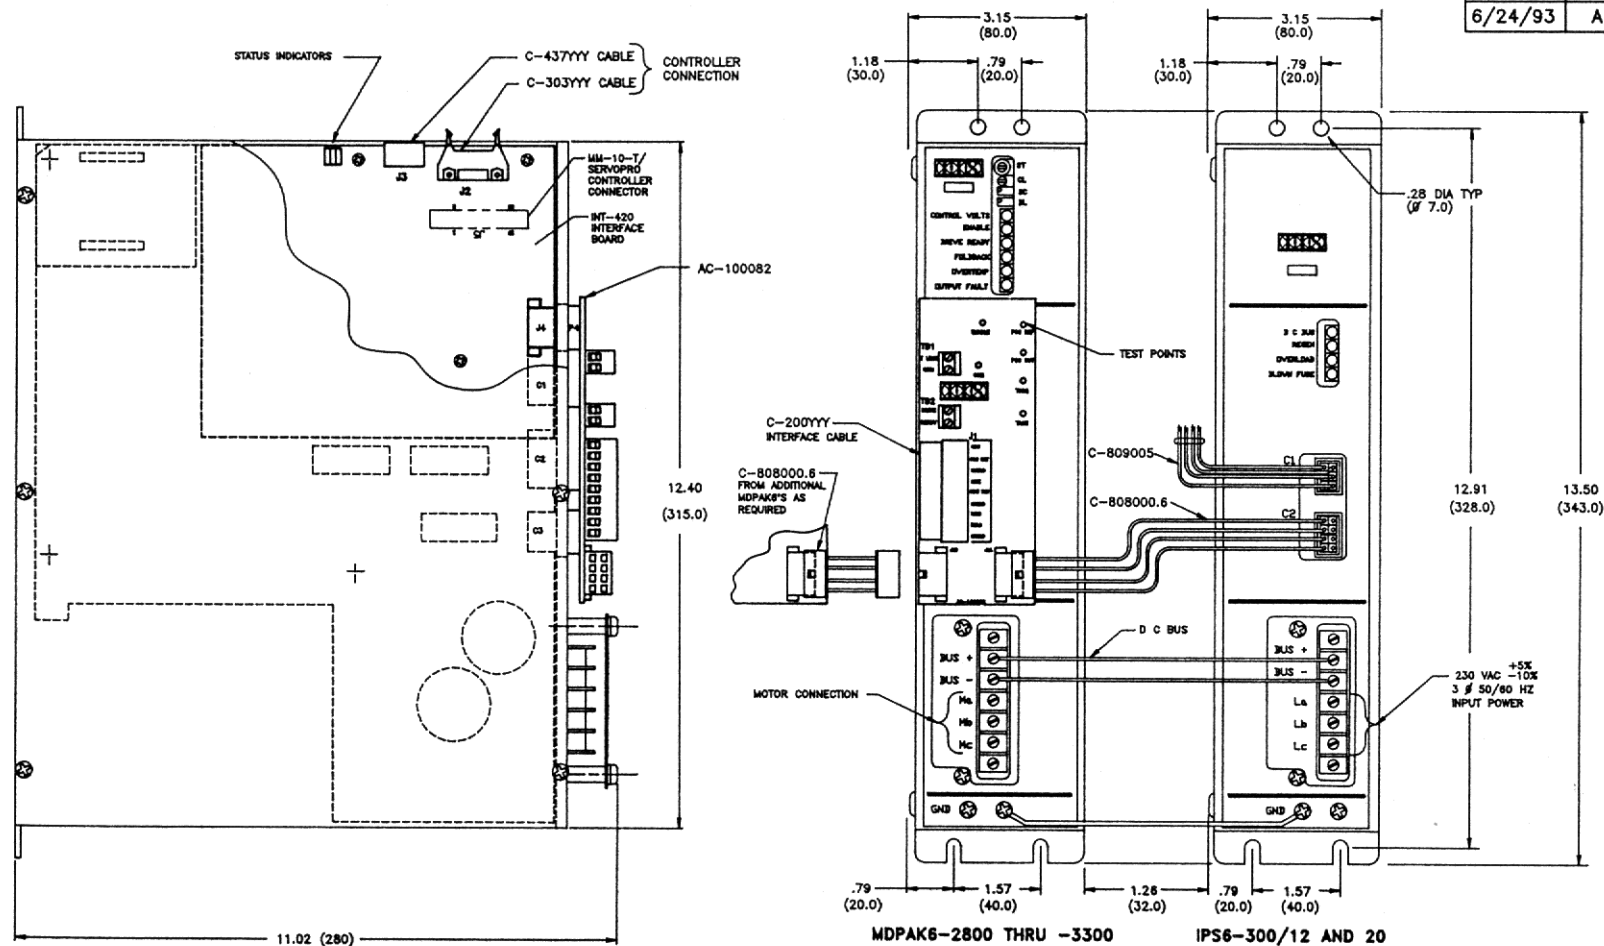 6/24/93 A
STATUS INDICATORS
C-437YYY CABLE
C-303YYY CABLE
CONTROLLER
CONNECTION
J3
J2
MM-10-T/
SERVOPRO
CONTROLLER
CONNECTOR
J5
INT-420
INTERFACE
BOARD
AC-100082
J4
P4
C1
C2
C3
12.40
(315.0)
11.02 (280)
3.15
(80.0)
1.18
(30.0)
.79
(20.0)
CONTROL VOLTS
ENABLE
DRIVE READY
FOLDBACK
OVERTEMP
OUTPUT FAULT
TB1
TB2
J1
TEST POINTS
C-200YYY
INTERFACE CABLE
C-808000.6
FROM ADDITIONAL
MDPAK6'S AS
REQUIRED
C-809005
C-808000.6
BUS +
BUS -
Ma
Mb
Mc
MOTOR CONNECTION
D C BUS
GND
.79
(20.0)
1.57
(40.0)
1.26
(32.0)
MDPAK6-2800 THRU -3300
3.15
(80.0)
1.18
(30.0)
.79
(20.0)
.28 DIA TYP
(Ø 7.0)
D C BUS
REGEN
OVERLOAD
BLOWN FUSE
C1
C2
BUS +
BUS -
La
Lb
Lc
230 VAC +5% -10%
3 Ø 50/60 HZ
INPUT POWER
GND
12.91
(328.0)
13.50
(343.0)
.79
(20.0)
1.57
(40.0)
IPS6-300/12 AND 20